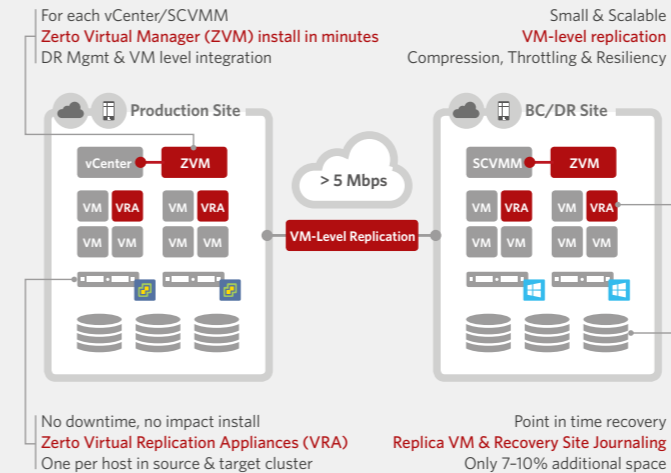 For each vCenter/SCVMM
Zerto Virtual Manager (ZVM) install in minutes
DR Mgmt & VM level integration
Small & Scalable
VM-level replication
Compression, Throttling & Resiliency
Production Site
BC/DR Site
vCenter
ZVM
> 5 Mbps
SCVMM
ZVM
VM VRA VM VRA
VM VRA VM VRA
VM-Level Replication
VM VM VM VM
VM VM VM VM
No downtime, no impact install
Zerto Virtual Replication Appliances (VRA)
One per host in source & target cluster
Point in time recovery
Replica VM & Recovery Site Journaling
Only 7-10% additional space